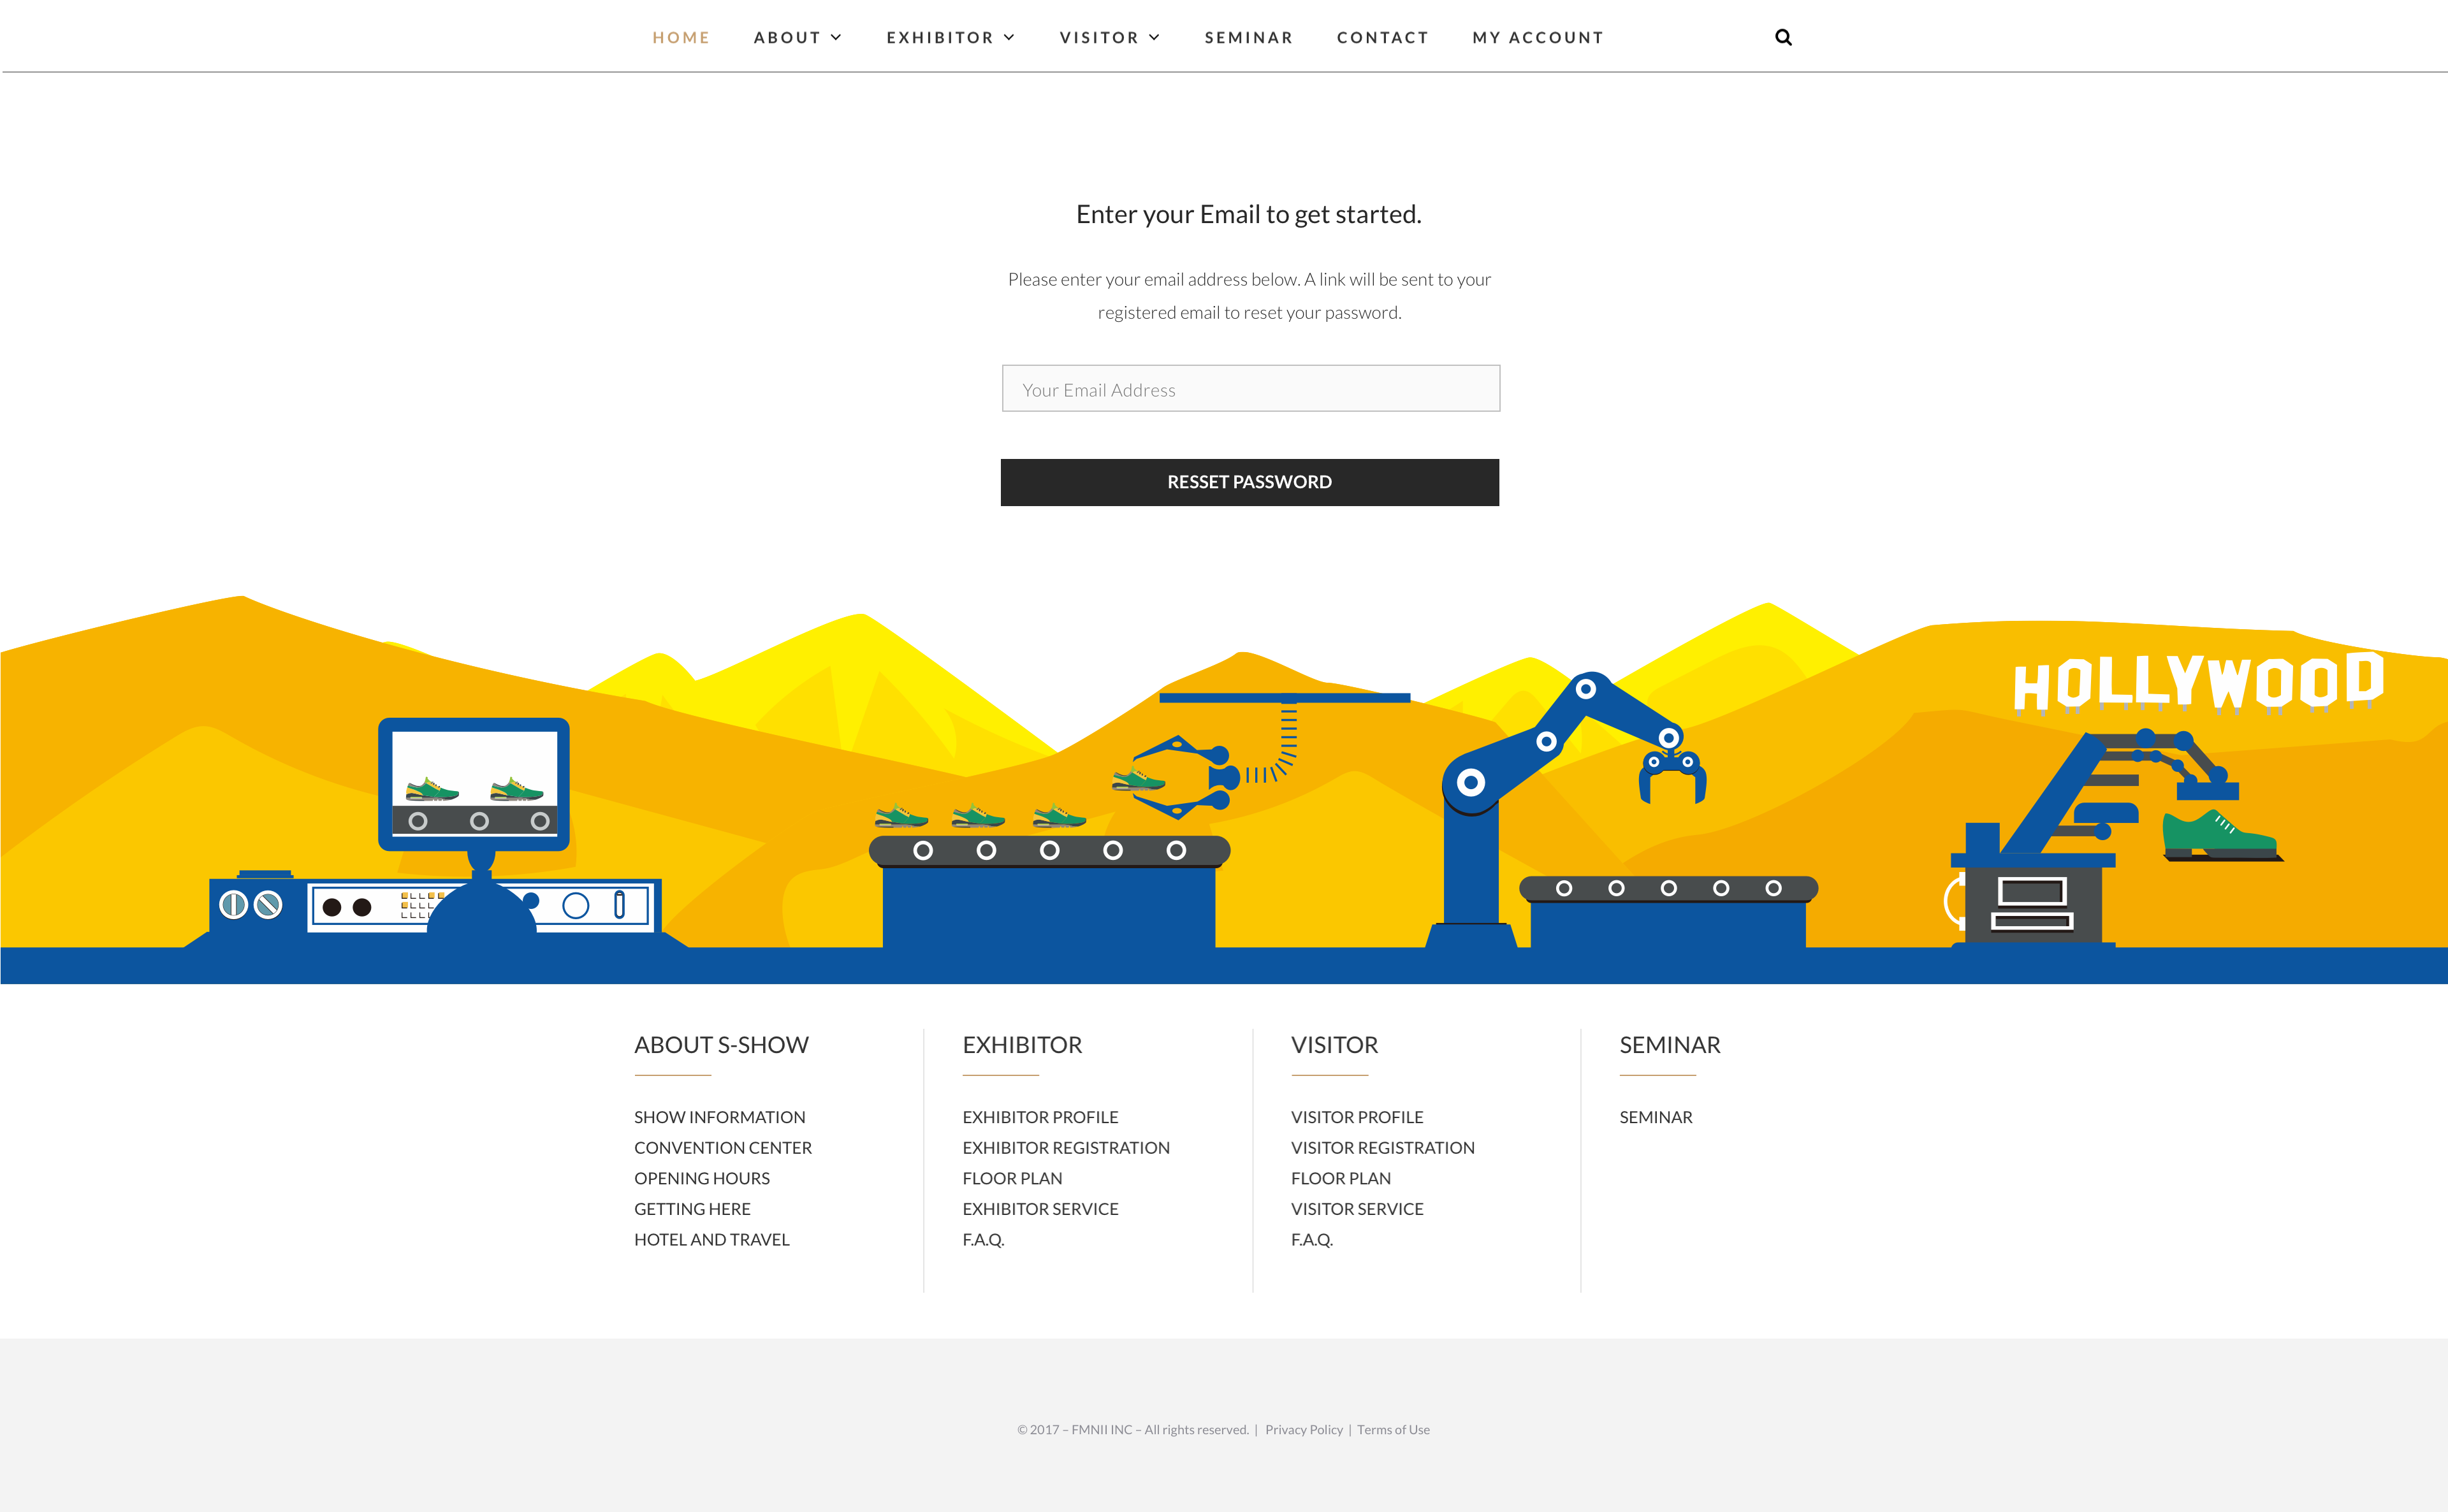 HOME ABOUT EXHIBITOR VISITOR SEMINAR CONTACT MY ACCOUNT
Enter your Email to get started.
Please enter your email address below. A link will be sent to your
registered email to reset your password.
Your Email Address
RESSET PASSWORD
HOLLYWOOD
ABOUT S-SHOW
SHOW INFORMATION
CONVENTION CENTER
OPENING HOURS
GETTING HERE
HOTEL AND TRAVEL
EXHIBITOR
EXHIBITOR PROFILE
EXHIBITOR REGISTRATION
FLOOR PLAN
EXHIBITOR SERVICE
F.A.Q.
VISITOR
VISITOR PROFILE
VISITOR REGISTRATION
FLOOR PLAN
VISITOR SERVICE
F.A.Q.
SEMINAR
SEMINAR
© 2017 – FMNII INC – All rights reserved. | Privacy Policy | Terms of Use